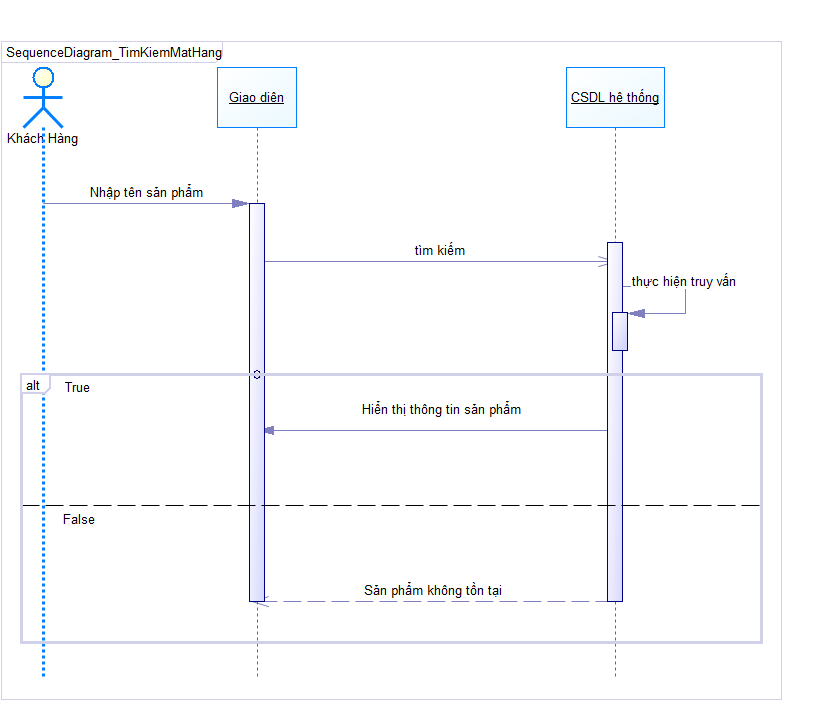 SequenceDiagram_TimKiemMatHang
Giao diện
CSDL hê thống
Khách Hàng
Nhập tên sản phẩm
tìm kiếm
thực hiện truy vấn
alt
True
Hiển thị thông tin sản phẩm
False
Sản phẩm không tồn tại